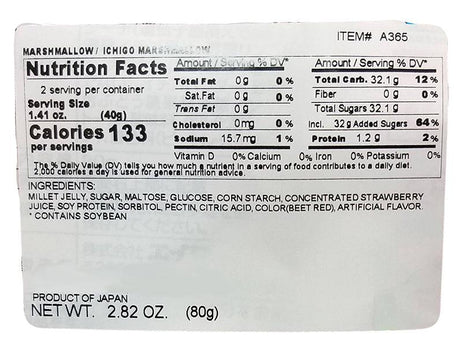 ITEM# A365
MARSHMALLOW / ICHIGO MARSHMALLOW
Nutrition Facts
2 serving per container
Serving Size
1.41 oz. (40g)
Calories 133
per servings
Amount / Serving % DV*
Total Fat 0g 0%
Sat.Fat 0g 0%
Trans Fat 0g
Cholesterol 0mg 0%
Sodium 15.7mg 1%
Amount / Serving % DV*
Total Carb. 32.1g 12%
Fiber 0g 0%
Total Sugars 32.1g
Incl. 32g Added Sugars 64%
Protein 1.2g 2%
Vitamin D 0% Calcium 0% Iron 0% Potassium 0%
The % Daily Value (DV) tells you how much a nutrient in a serving of food contributes to a daily diet.
2,000 calories a day is used for general nutrition advice.
INGREDIENTS:
MILLET JELLY, SUGAR, MALTOSE, GLUCOSE, CORN STARCH, CONCENTRATED STRAWBERRY
JUICE, SOY PROTEIN, SORBITOL, PECTIN, CITRIC ACID, COLOR(BEET RED), ARTIFICIAL FLAVOR.
* CONTAINS SOYBEAN
PRODUCT OF JAPAN
NET WT. 2.82 OZ. (80g)